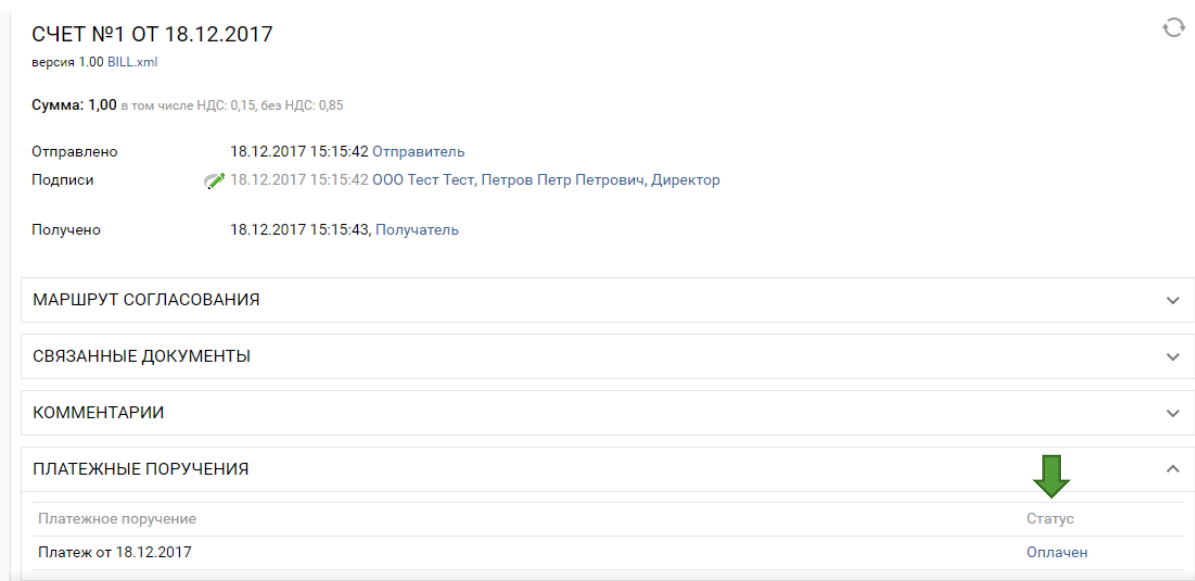 СЧЕТ №1 ОТ 18.12.2017
версия 1.00 BILL.xml
Сумма: 1,00 в том числе НДС: 0,15, без НДС: 0,85
Отправлено 18.12.2017 15:15:42 Отправитель
Подписи 18.12.2017 15:15:42 ООО Тест Тест, Петров Петр Петрович, Директор
Получено 18.12.2017 15:15:43, Получатель
МАРШРУТ СОГЛАСОВАНИЯ
СВЯЗАННЫЕ ДОКУМЕНТЫ
КОММЕНТАРИИ
ПЛАТЕЖНЫЕ ПОРУЧЕНИЯ
Платежное поручение Статус
Платеж от 18.12.2017 Оплачен